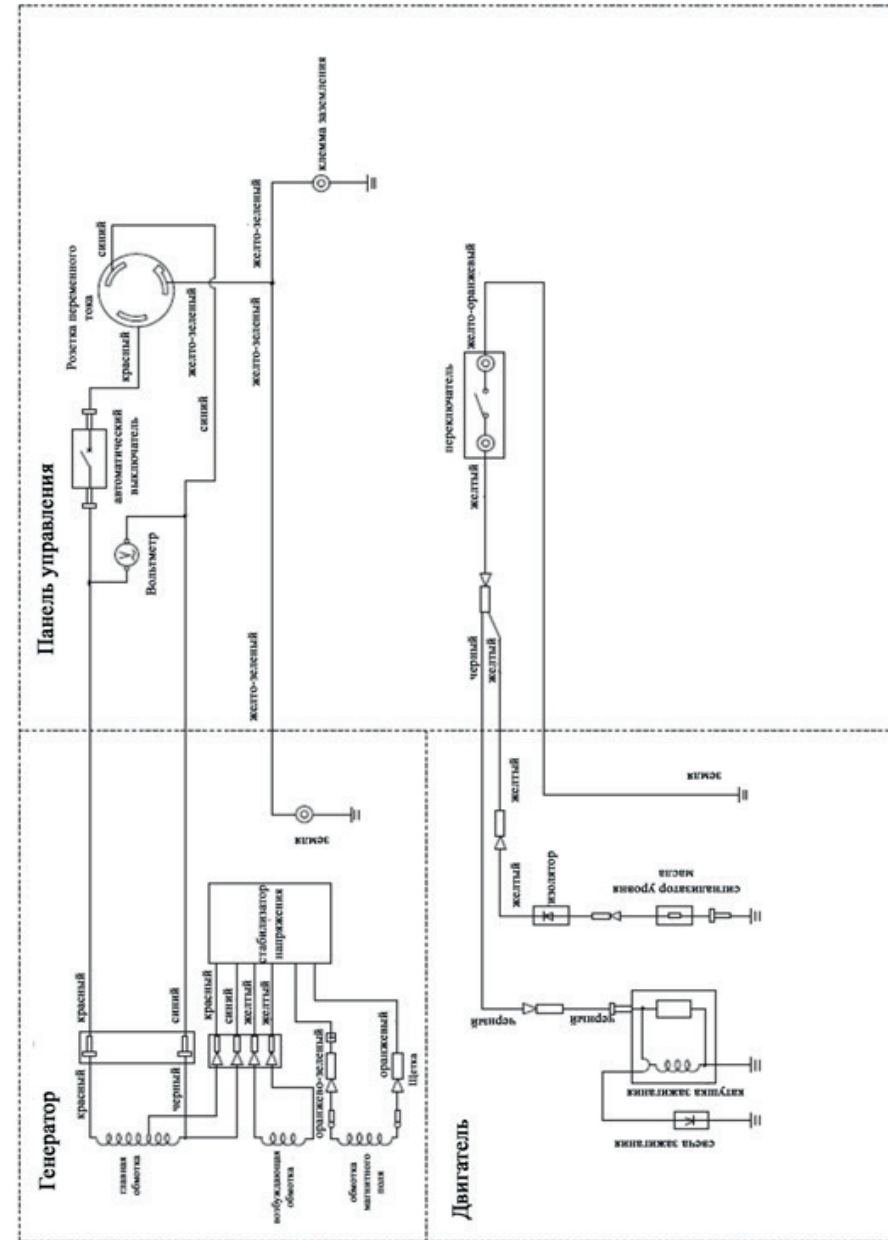 Генератор
главная
обмотка
красный
красный
черный
синий
красный
синий
желтый
желтый
возбуждающая
обмотка
обмотка
магнитного
поля
оранжево-зеленый
оранжевый
Щетка
стабилизатор
напряжения
земля
Панель управления
Вольтметр
автоматический
выключатель
Розетка переменного
тока
красный
синий
синий
желто-зеленый
желто-зеленый
желто-зеленый
желто-зеленый
клемма заземления
переключатель
желтый
желто-оранжевый
черный
желтый
Двигатель
свеча зажигания
катушка зажигания
черный
черный
желтый
желтый
изолятор
сигнализатор уровня
масла
земля